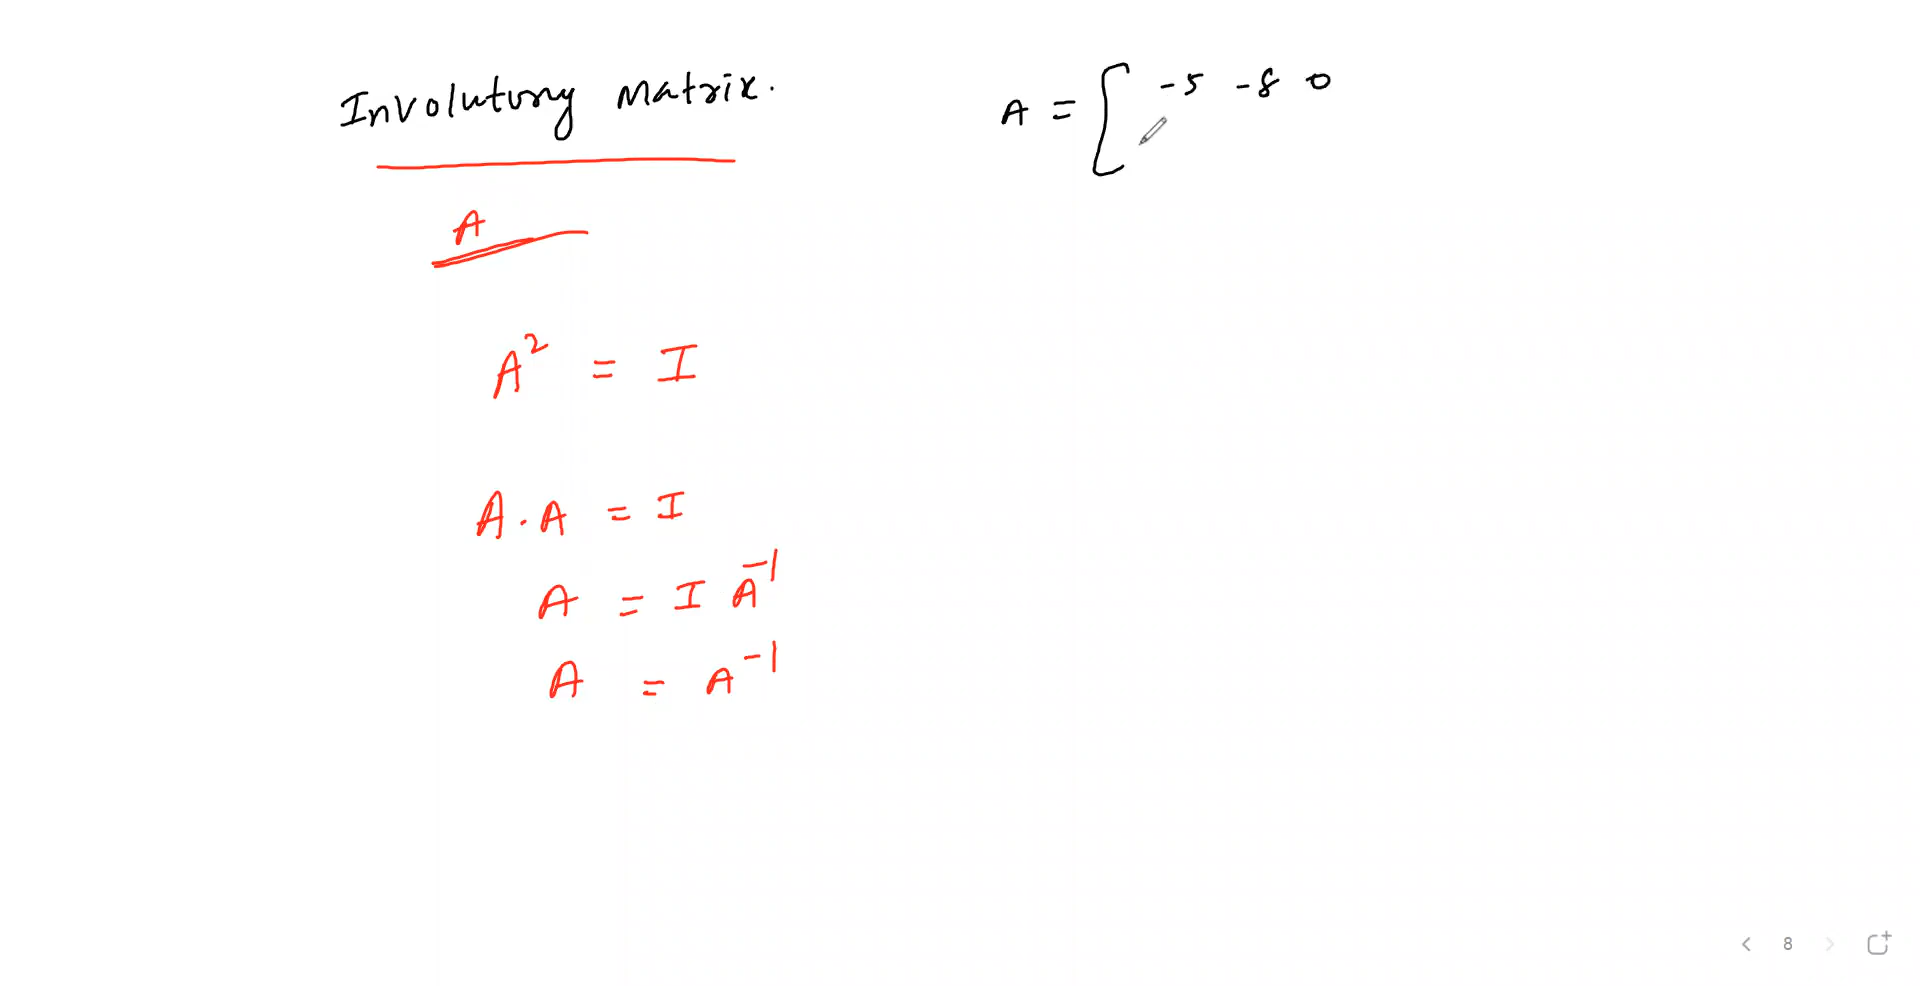 Involutory matrix.
A
A² = I
A . A = I
A = I A⁻¹
A = A⁻¹
A = [ -5 -8 0
8